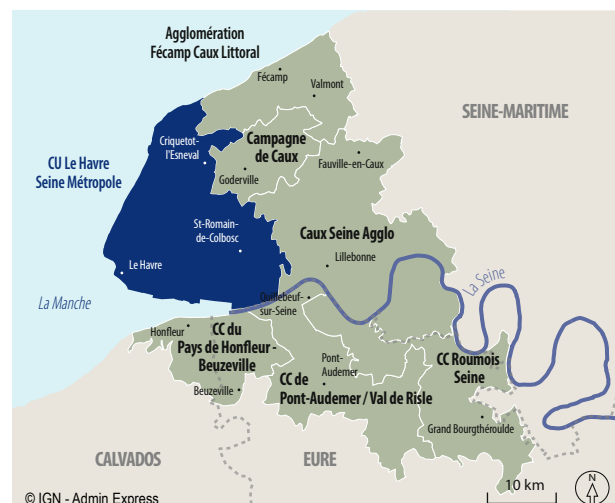 Agglomération
Fécamp Caux Littoral
Fécamp
Valmont
SEINE-MARITIME
Criquetot-
l'Esneval
Campagne
de Caux
CU Le Havre
Seine Métropole
Goderville
Fauville-en-Caux
St-Romain-
de-Colbosc
Caux Seine Agglo
Lillebonne
Le Havre
La Seine
La Manche
Quillebeuf-
sur-Seine
Honfleur
CC du
Pays de Honfleur -
Beuzeville
Pont-
Audemer
CC Roumois
Seine
Beuzeville
CC de
Pont-Audemer / Val de Risle
Grand Bourgthéroulde
CALVADOS
EURE
10 km
N
© IGN - Admin Express